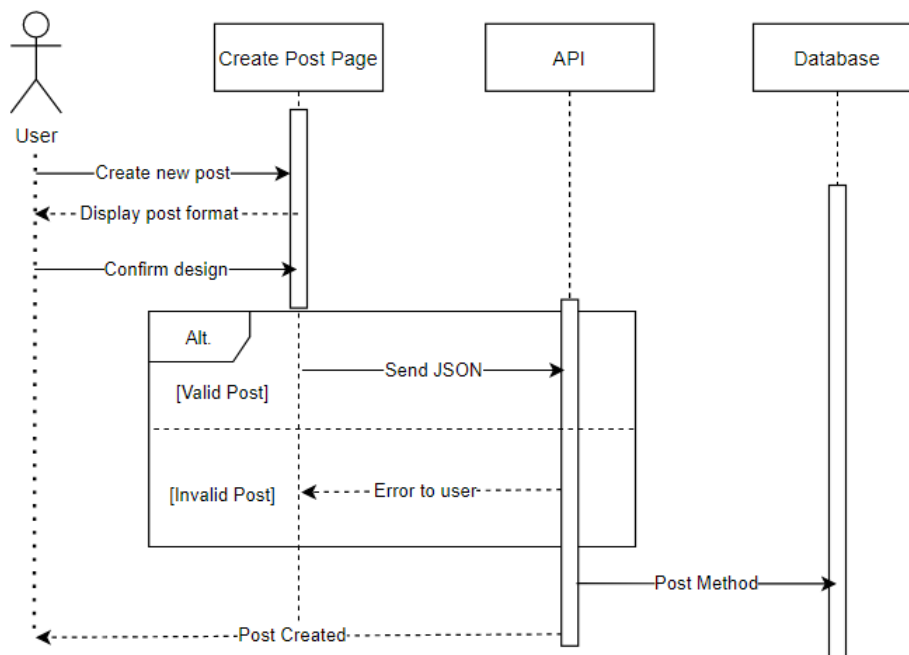 Create Post Page
API
Database
User
Create new post
Display post format
Confirm design
Alt.
Send JSON
[Valid Post]
Error to user
[Invalid Post]
Post Method
Post Created